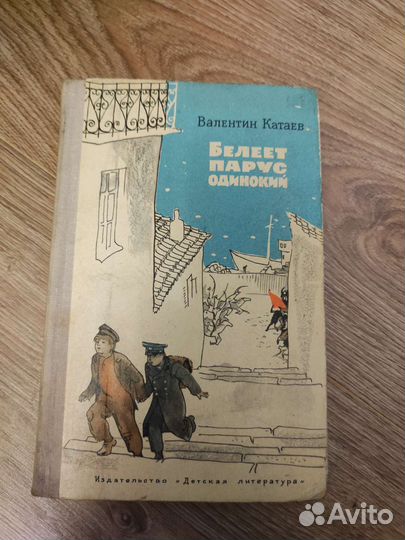 Валентин Катаев
БЕЛЕЕТ
ПАРУС
ОДИНОКИЙ
Издательство «Детская литература»
Avito